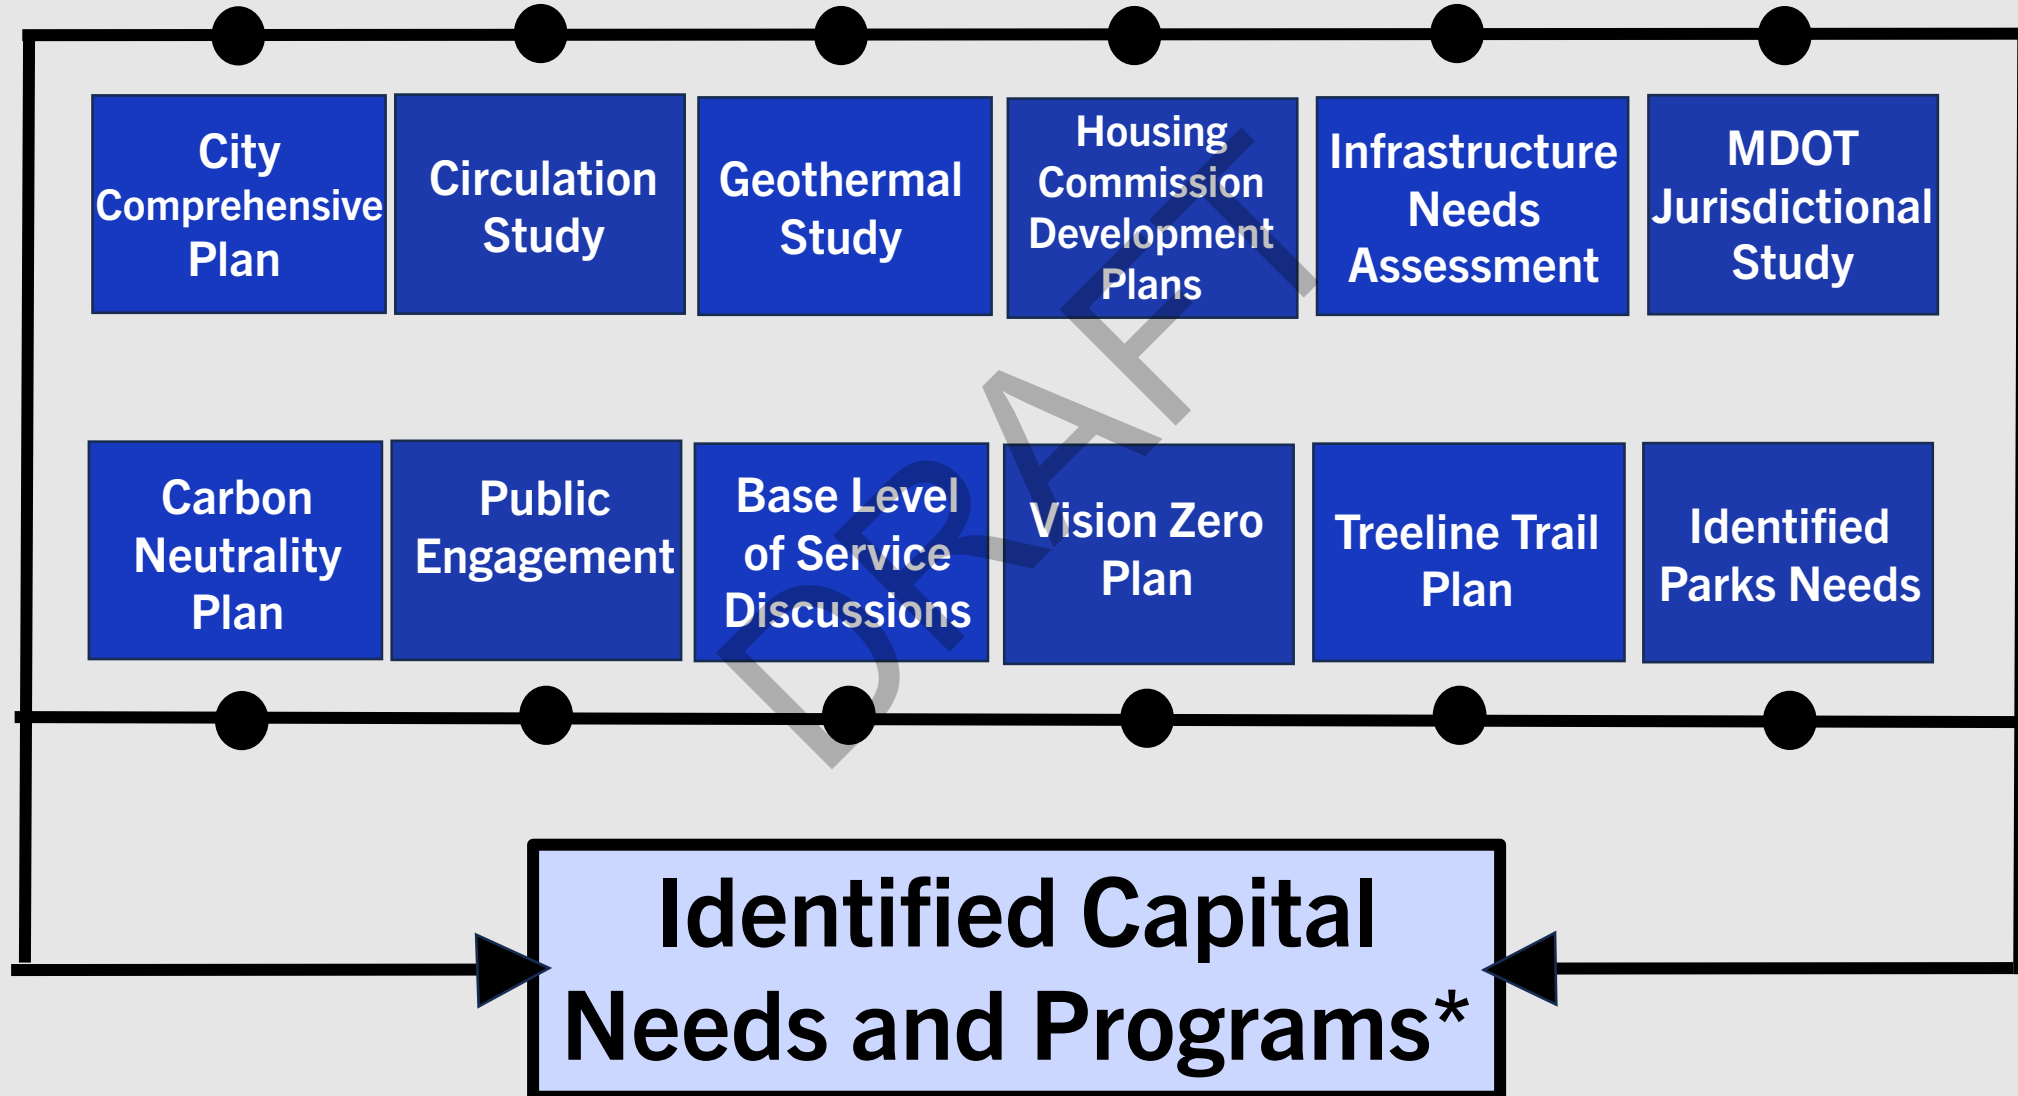 City
Comprehensive
Plan
Circulation
Study
Geothermal
Study
Housing
Commission
Development
Plans
Infrastructure
Needs
Assessment
MDOT
Jurisdictional
Study
Carbon
Neutrality
Plan
Public
Engagement
Base Level
of Service
Discussions
Vision Zero
Plan
Treeline Trail
Plan
Identified
Parks Needs
DRAFT
Identified Capital
Needs and Programs*